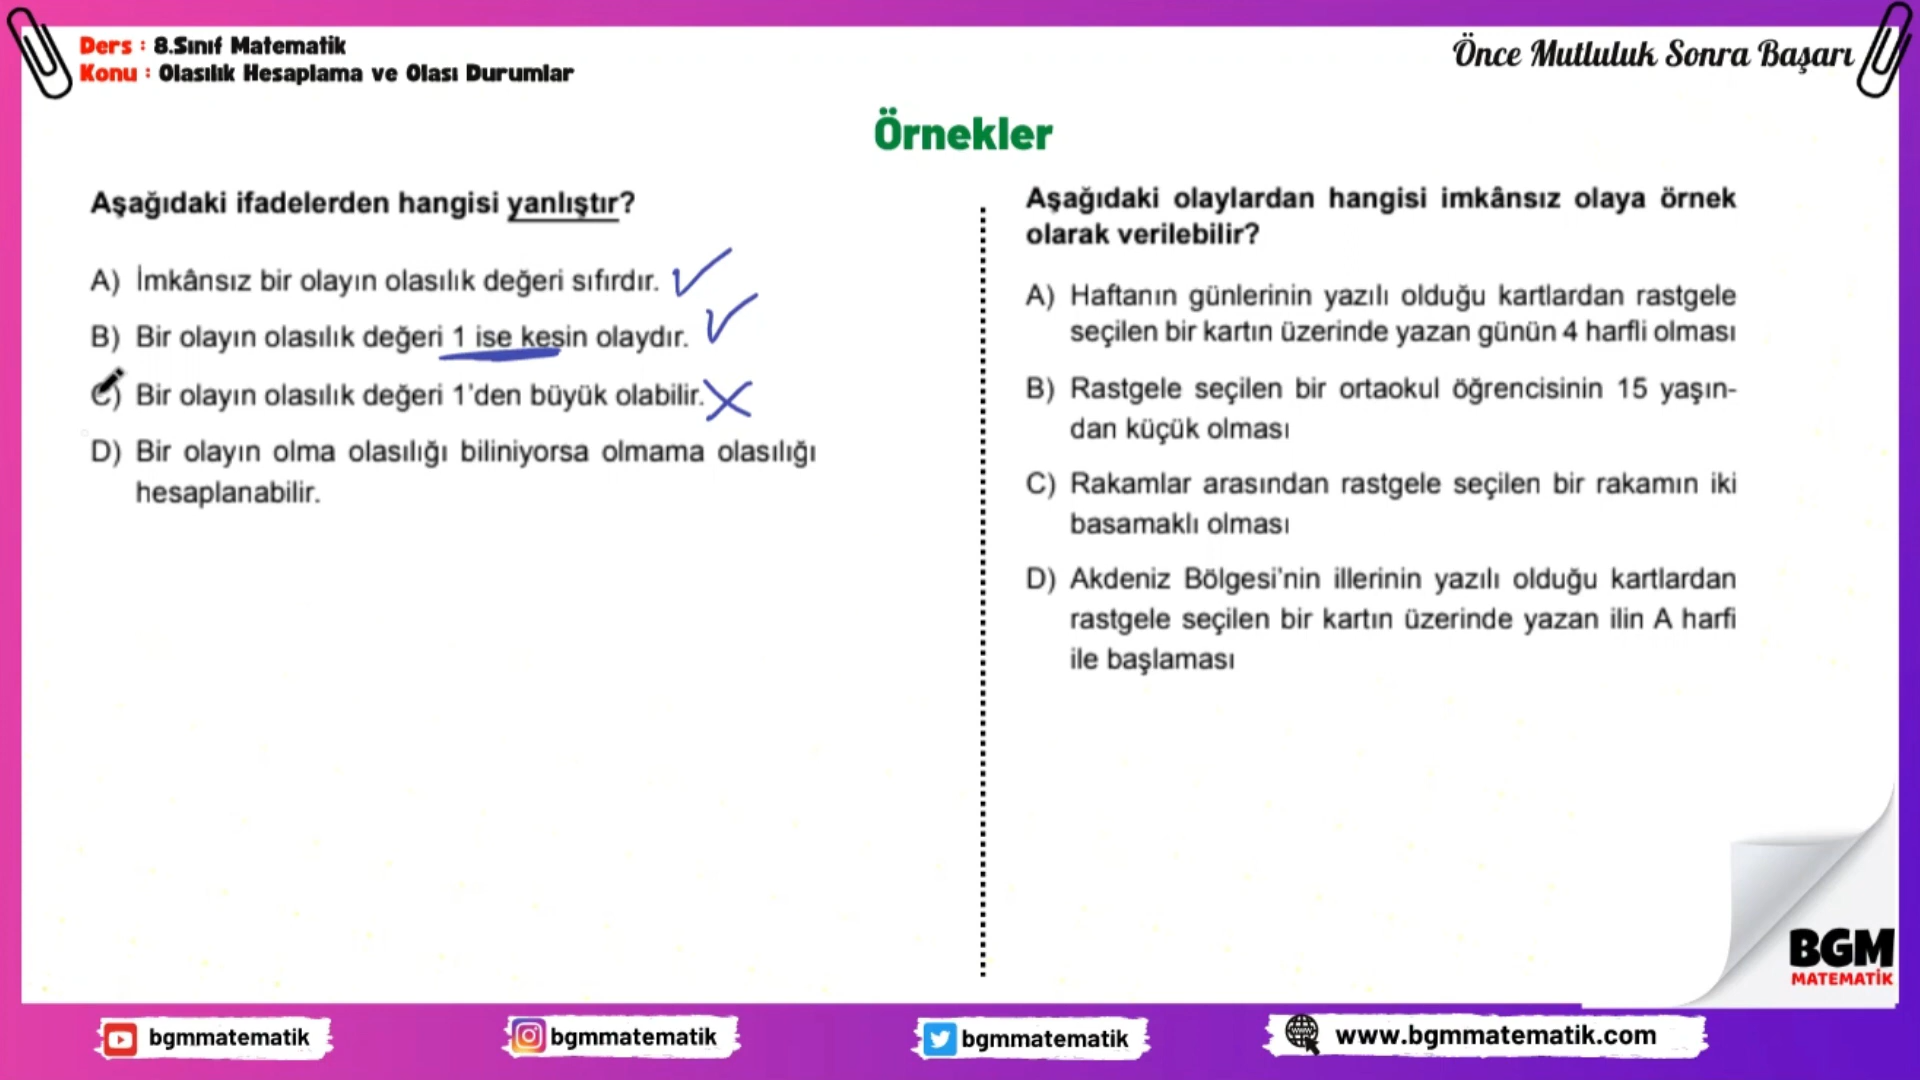 Ders : 8.Sınıf Matematik
Konu : Olasılık Hesaplama ve Olası Durumlar
Önce Mutluluk Sonra Başarı
Örnekler
Aşağıdaki ifadelerden hangisi yanlıştır?
A) İmkânsız bir olayın olasılık değeri sıfırdır.
B) Bir olayın olasılık değeri 1 ise kesin olaydır.
C) Bir olayın olasılık değeri 1'den büyük olabilir.
D) Bir olayın olma olasılığı biliniyorsa olmama olasılığı
hesaplanabilir.
Aşağıdaki olaylardan hangisi imkânsız olaya örnek
olarak verilebilir?
A) Haftanın günlerinin yazılı olduğu kartlardan rastgele
seçilen bir kartın üzerinde yazan günün 4 harfli olması
B) Rastgele seçilen bir ortaokul öğrencisinin 15 yaşın-
dan küçük olması
C) Rakamlar arasından rastgele seçilen bir rakamın iki
basamaklı olması
D) Akdeniz Bölgesi'nin illerinin yazılı olduğu kartlardan
rastgele seçilen bir kartın üzerinde yazan ilin A harfi
ile başlaması
BGM
MATEMATİK
bgmmatematik
bgmmatematik
bgmmatematik
www.bgmmatematik.com